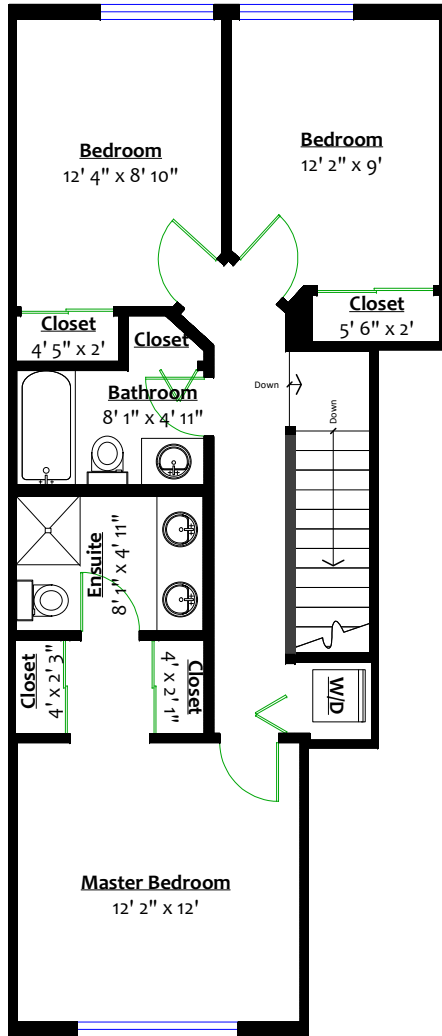 Bedroom
12' 4" x 8' 10"
Bedroom
12' 2" x 9'
Closet
4' 5" x 2'
Closet
Closet
5' 6" x 2'
Bathroom
8' 1" x 4' 11"
Down
Down
Ensuite
8' 1" x 4' 11"
Closet
4' x 2' 3"
Closet
4' x 2' 1"
W/D
Master Bedroom
12' 2" x 12'